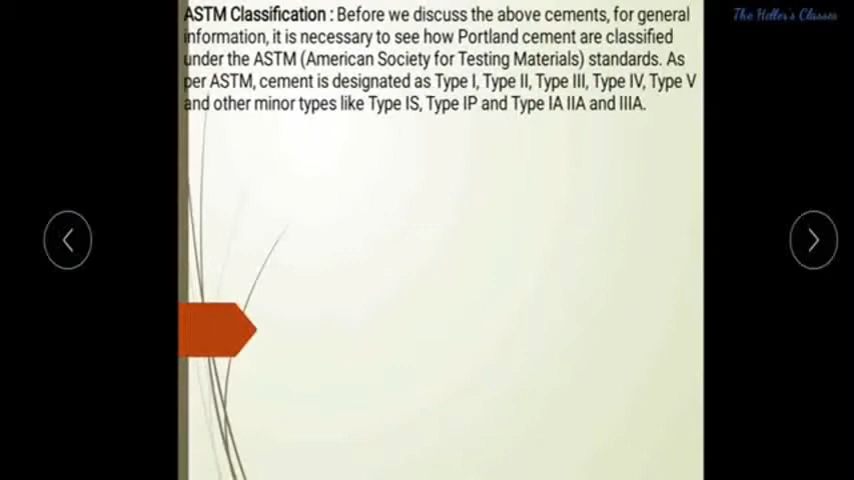 The Heller's Classes
ASTM Classification : Before we discuss the above cements, for general
information, it is necessary to see how Portland cement are classified
under the ASTM (American Society for Testing Materials) standards. As
per ASTM, cement is designated as Type I, Type II, Type III, Type IV, Type V
and other minor types like Type IS, Type IP and Type IA IIA and IIIA.